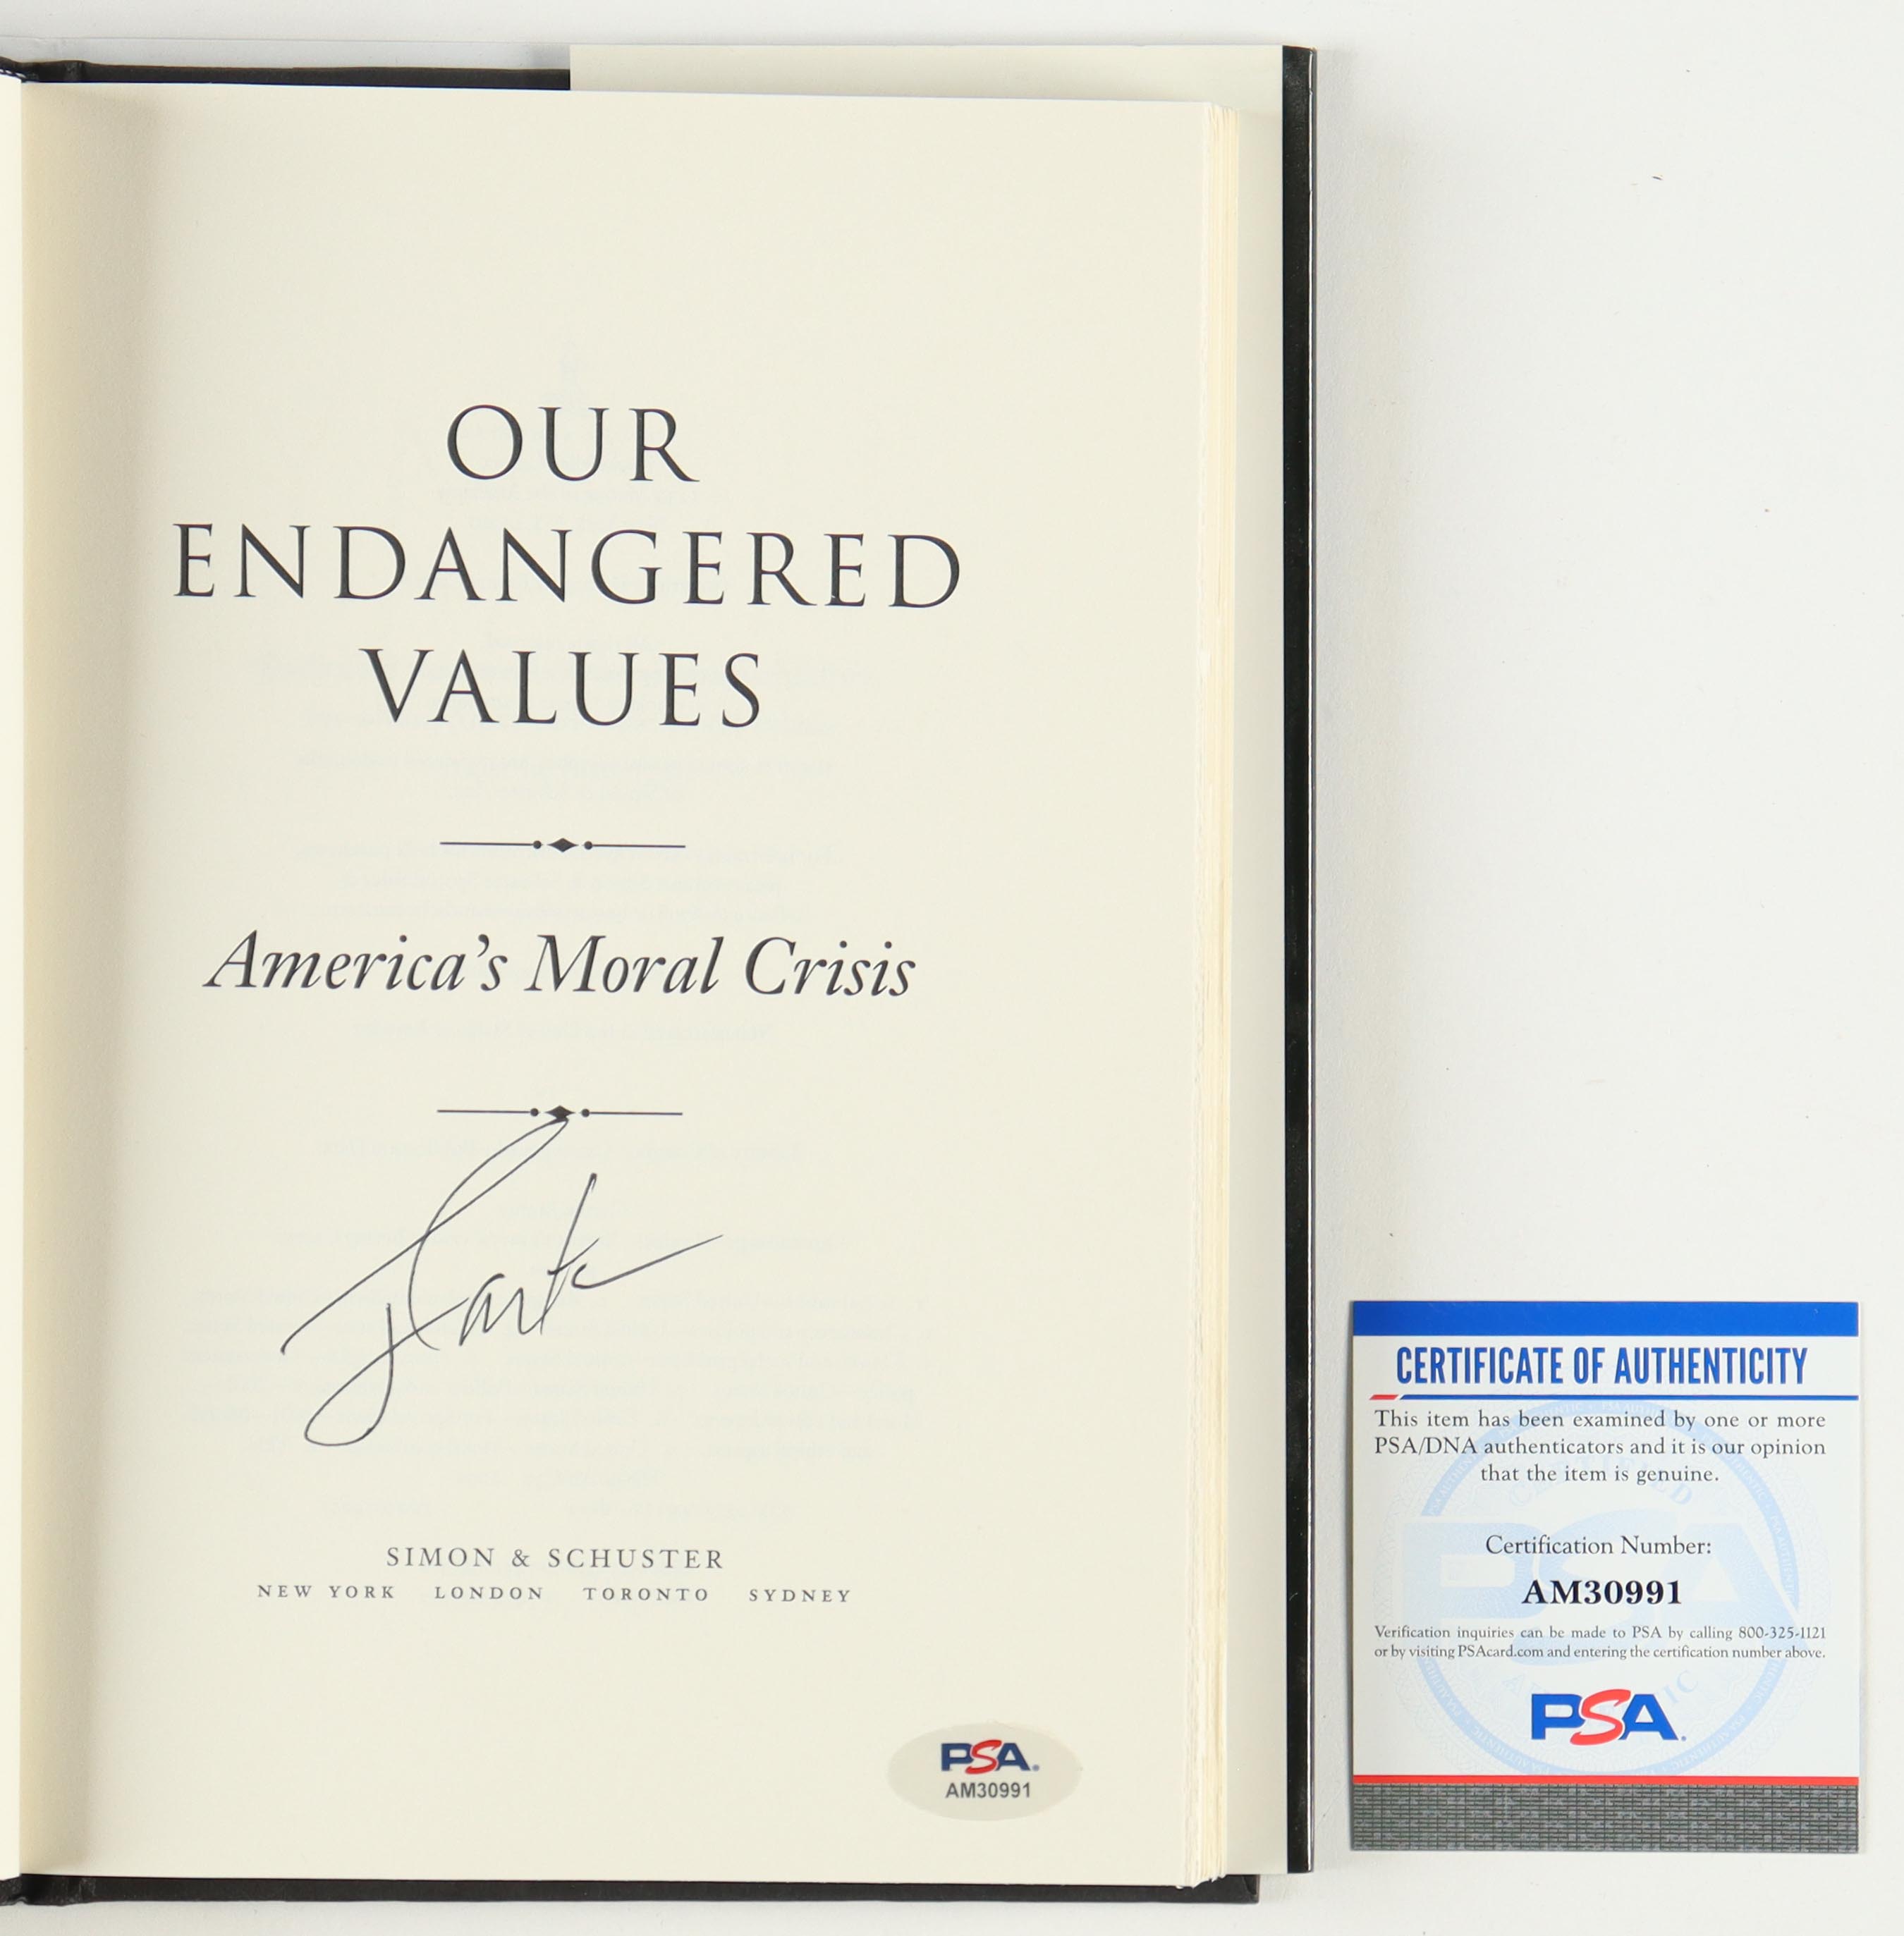 OUR
ENDANGERED
VALUES
America's Moral Crisis
SIMON & SCHUSTER
NEW YORK LONDON TORONTO SYDNEY
PSA.
AM30991
CERTIFICATE OF AUTHENTICITY
This item has been examined by one or more
PSA/DNA authenticators and it is our opinion
that the item is genuine.
Certification Number:
AM30991
Verification inquiries can be made to PSA by calling 800-325-1121
or by visiting PSAcard.com and entering the certification number above.
PSA.